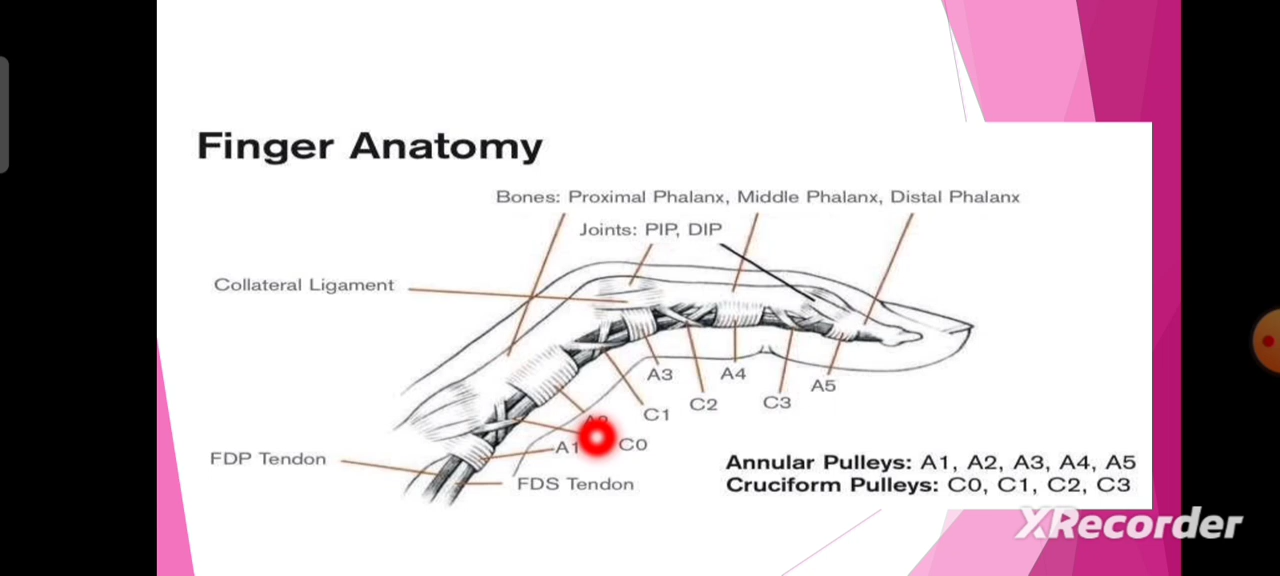 Finger Anatomy
Bones: Proximal Phalanx, Middle Phalanx, Distal Phalanx
Joints: PIP, DIP
Collateral Ligament
A3
A4
A5
C1
C2
C3
A1
C0
FDP Tendon
FDS Tendon
Annular Pulleys: A1, A2, A3, A4, A5
Cruciform Pulleys: C0, C1, C2, C3
XRecorder